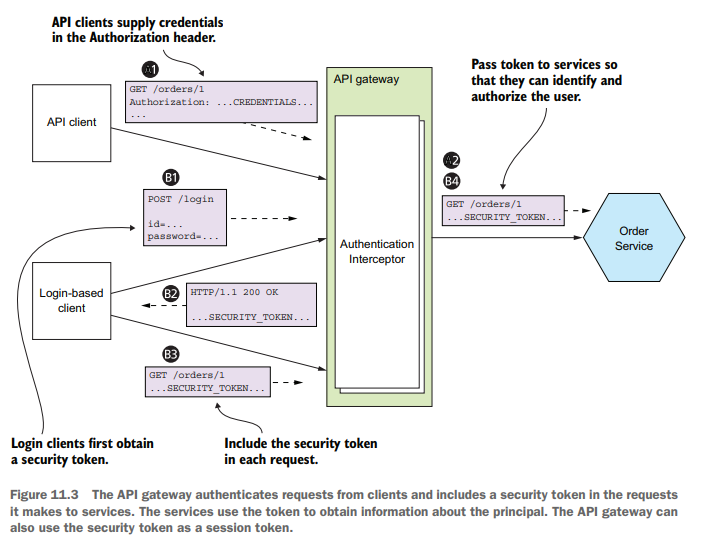 API clients supply credentials
in the Authorization header.
A1
GET /orders/1
Authorization: ...CREDENTIALS...
...
API gateway
Pass token to services so
that they can identify and
authorize the user.
API client
A2
B4
GET /orders/1
...SECURITY_TOKEN...
B1
POST /login
id=...
password=...
Authentication
Interceptor
Order
Service
Login-based
client
B2
HTTP/1.1 200 OK
...SECURITY_TOKEN...
B3
GET /orders/1
...SECURITY_TOKEN...
Login clients first obtain
a security token.
Include the security token
in each request.
Figure 11.3 The API gateway authenticates requests from clients and includes a security token in the requests
it makes to services. The services use the token to obtain information about the principal. The API gateway can
also use the security token as a session token.